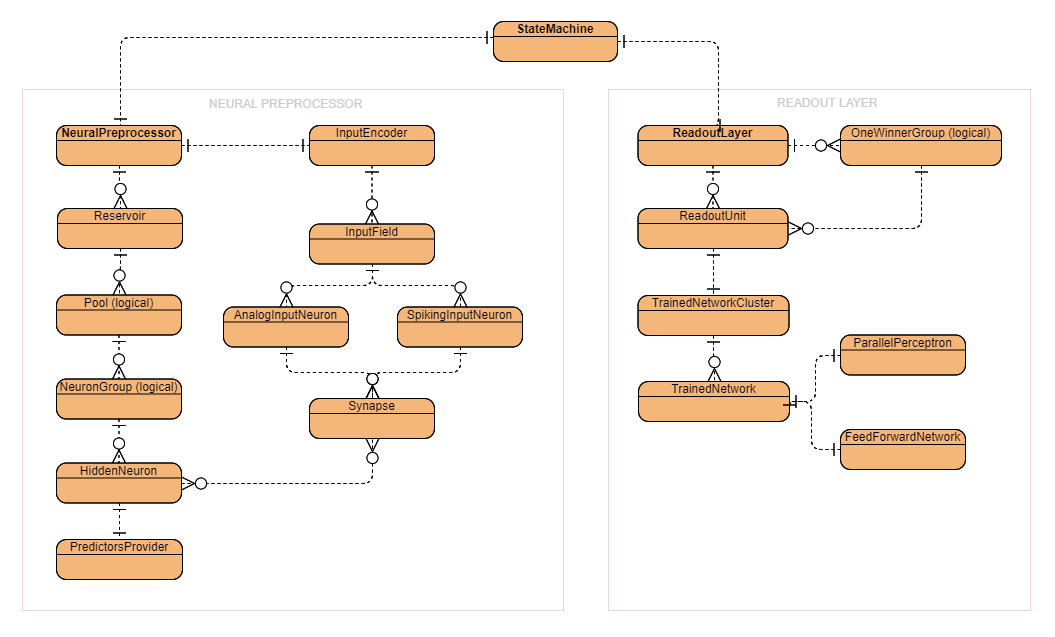 StateMachine
NEURAL PREPROCESSOR
NeuralPreprocessor
InputEncoder
Reservoir
InputField
Pool (logical)
AnalogInputNeuron
SpikingInputNeuron
NeuronGroup (logical)
Synapse
HiddenNeuron
PredictorsProvider
READOUT LAYER
ReadoutLayer
OneWinnerGroup (logical)
ReadoutUnit
TrainedNetworkCluster
ParallelPerceptron
TrainedNetwork
FeedForwardNetwork